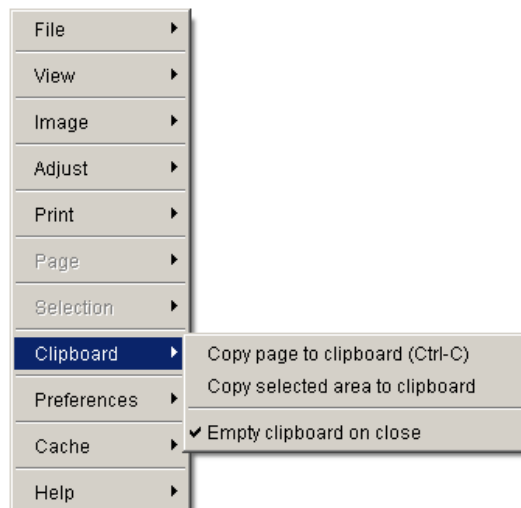 File
View
Image
Adjust
Print
Page
Selection
Clipboard
Copy page to clipboard (Ctrl-C)
Copy selected area to clipboard
Preferences
Empty clipboard on close
Cache
Help